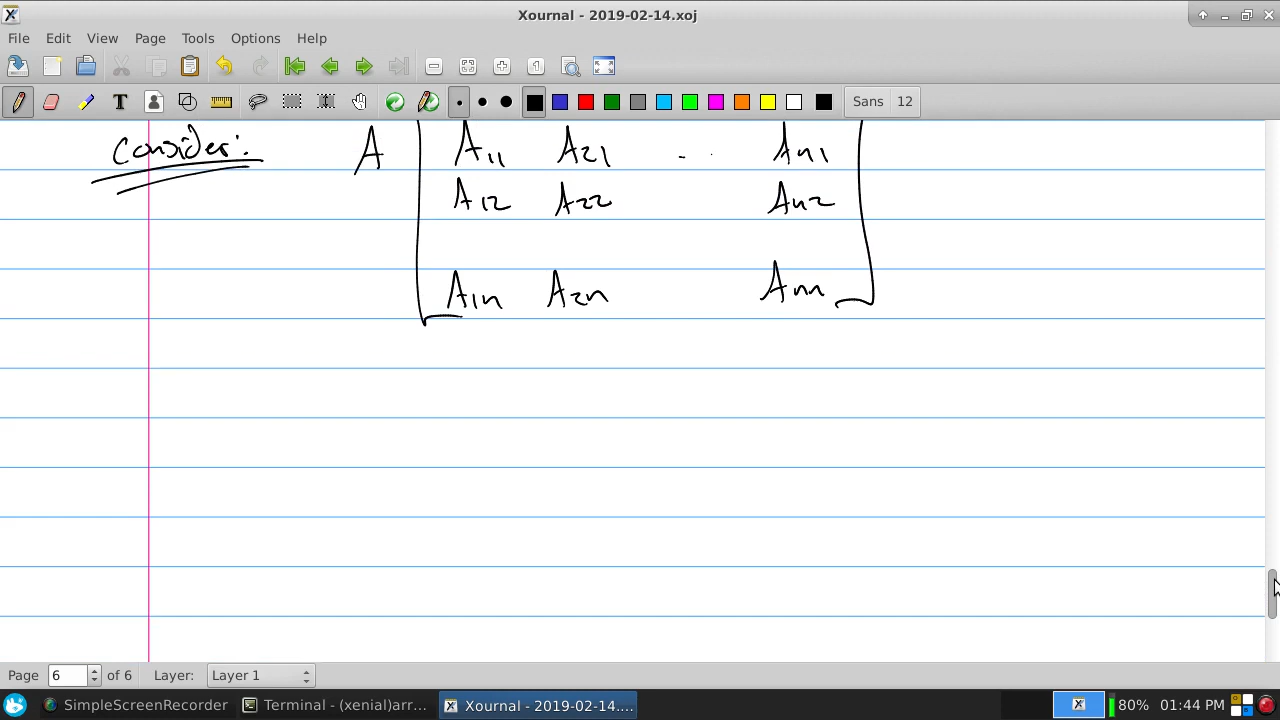 Xournal - 2019-02-14.xoj
File Edit View Page Tools Options Help
Sans 12
Consider: A A11 A21 . . An1
A12 A22 An2
A1n A2n Ann
Page 6 of 6 Layer: Layer 1
SimpleScreenRecorder Terminal - (xenial)arr... Xournal - 2019-02-14.... 80% 01:44 PM